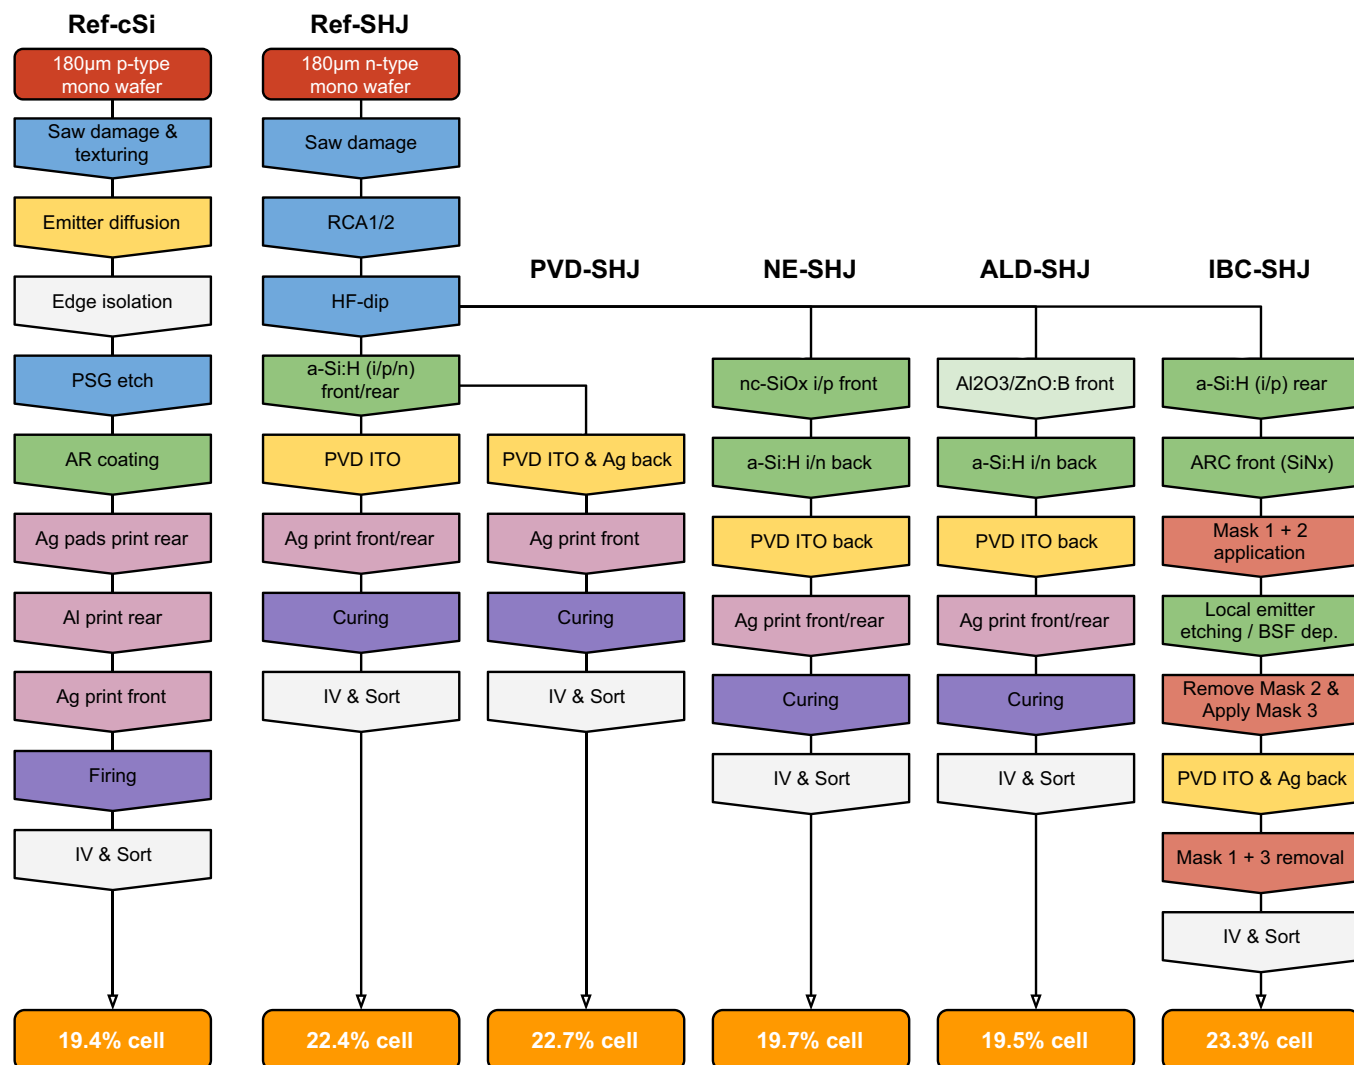 Ref-cSi
180µm p-type
mono wafer
Saw damage &
texturing
Emitter diffusion
Edge isolation
PSG etch
AR coating
Ag pads print rear
Al print rear
Ag print front
Firing
IV & Sort
19.4% cell
Ref-SHJ
180µm n-type
mono wafer
Saw damage
RCA1/2
HF-dip
a-Si:H (i/p/n)
front/rear
PVD ITO
Ag print front/rear
Curing
IV & Sort
22.4% cell
PVD-SHJ
PVD ITO & Ag back
Ag print front
Curing
IV & Sort
22.7% cell
NE-SHJ
nc-SiOx i/p front
a-Si:H i/n back
PVD ITO back
Ag print front/rear
Curing
IV & Sort
19.7% cell
ALD-SHJ
Al2O3/ZnO:B front
a-Si:H i/n back
PVD ITO back
Ag print front/rear
Curing
IV & Sort
19.5% cell
IBC-SHJ
a-Si:H (i/p) rear
ARC front (SiNx)
Mask 1 + 2
application
Local emitter
etching / BSF dep.
Remove Mask 2 &
Apply Mask 3
PVD ITO & Ag back
Mask 1 + 3 removal
IV & Sort
23.3% cell